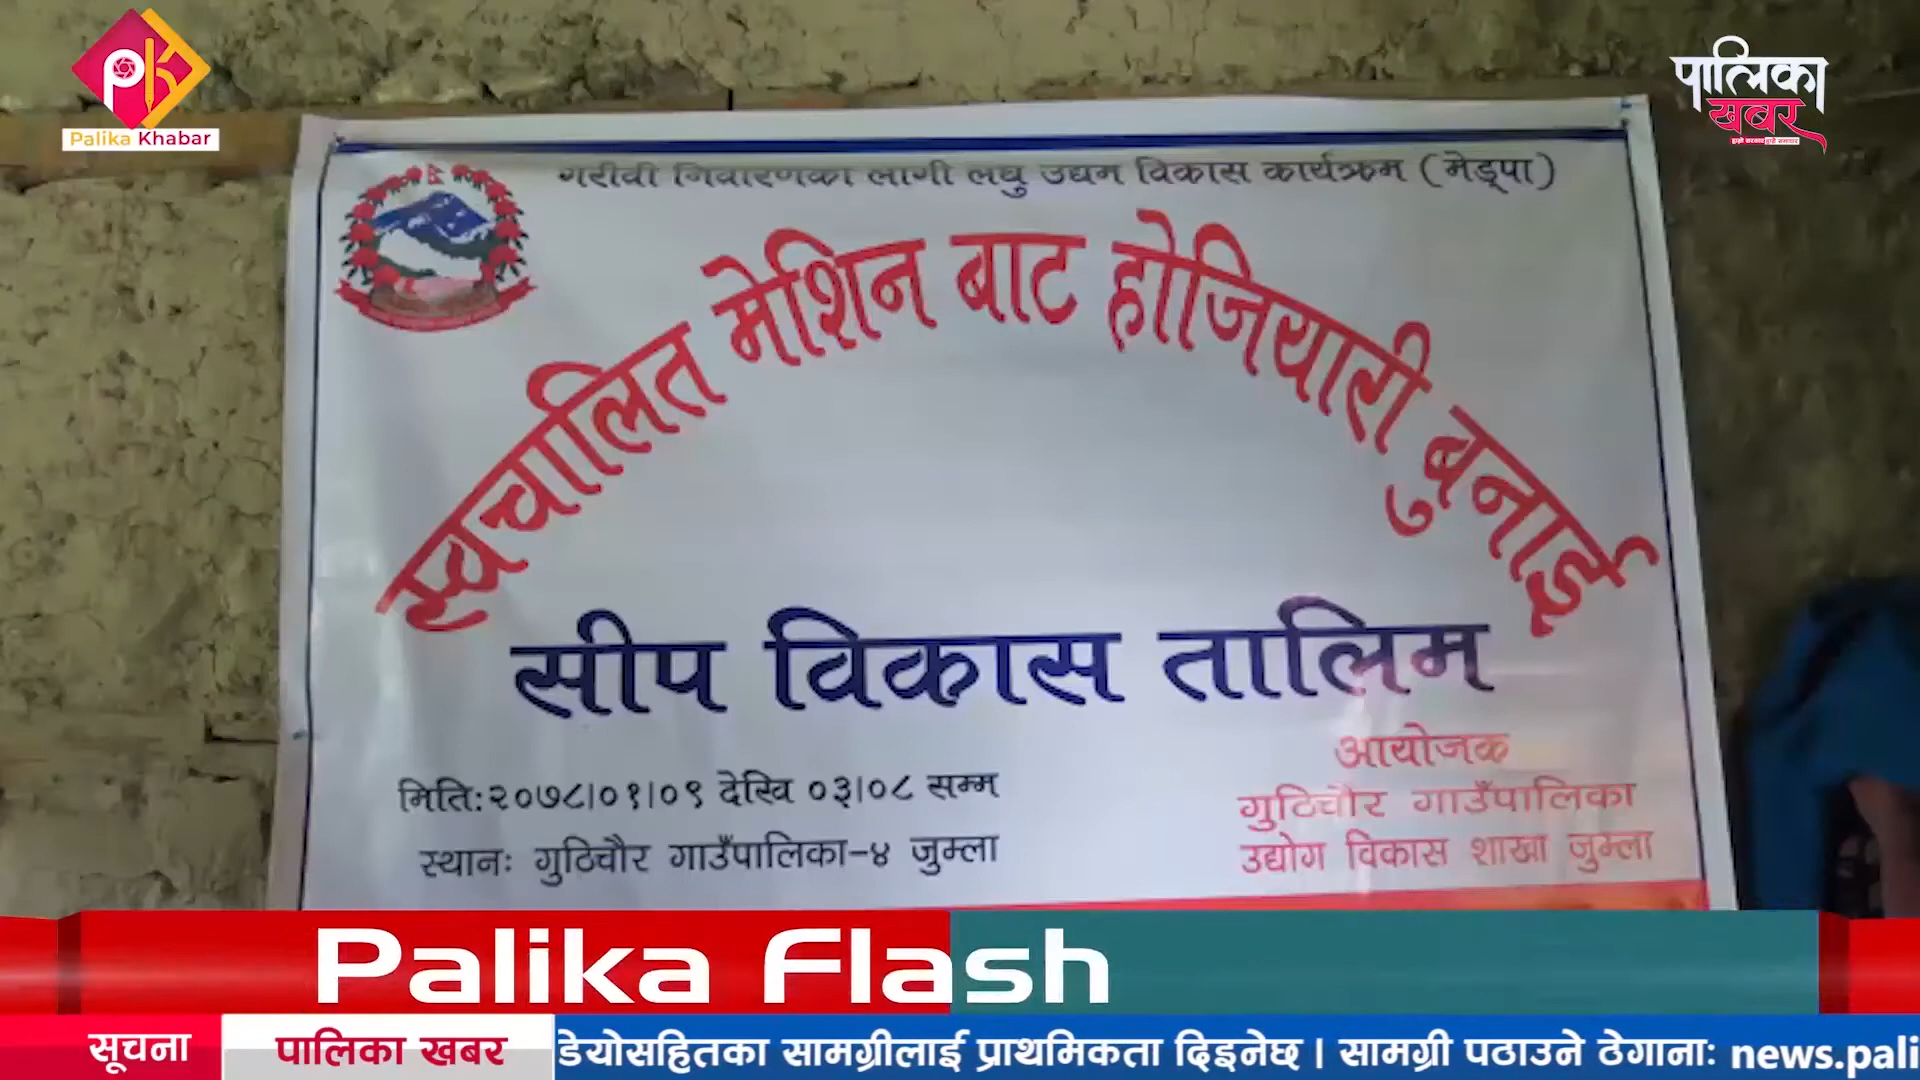 PK
Palika Khabar
पालिका
खबर
गरीवी निवारणका लागी लघु उद्यम विकास कार्यक्रम (मेड्पा)
स्वचालित मेशिन बाट होजियारी बुनाई
सीप विकास तालिम
मिति:२०७८।०१।०९ देखि ०३।०८ सम्म
स्थानः गुठिचौर गाउँपालिका-४ जुम्ला
आयोजक
गुठिचौर गाउँपालिका
उद्योग विकास शाखा जुम्ला
Palika Flash
सूचना
पालिका खबर
डेयोसहितका सामग्रीलाई प्राथमिकता दिइनेछ । सामग्री पठाउने ठेगानाः news.pali